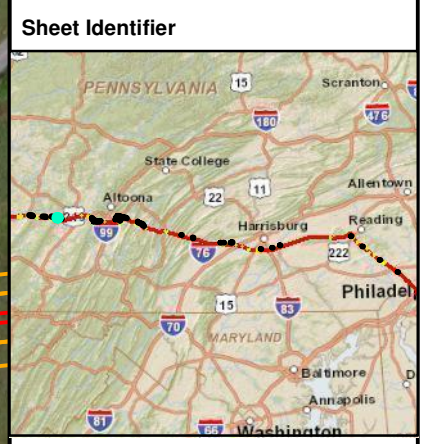 Sheet Identifier
PENNSYLVANIA
15
Scranton
180
476
State College
Altoona
22
11
Allentown
99
Harrisburg
Reading
76
222
Philadel
15
83
70
MARYLAND
Baltimore
D
Annapolis
81
66
Washington